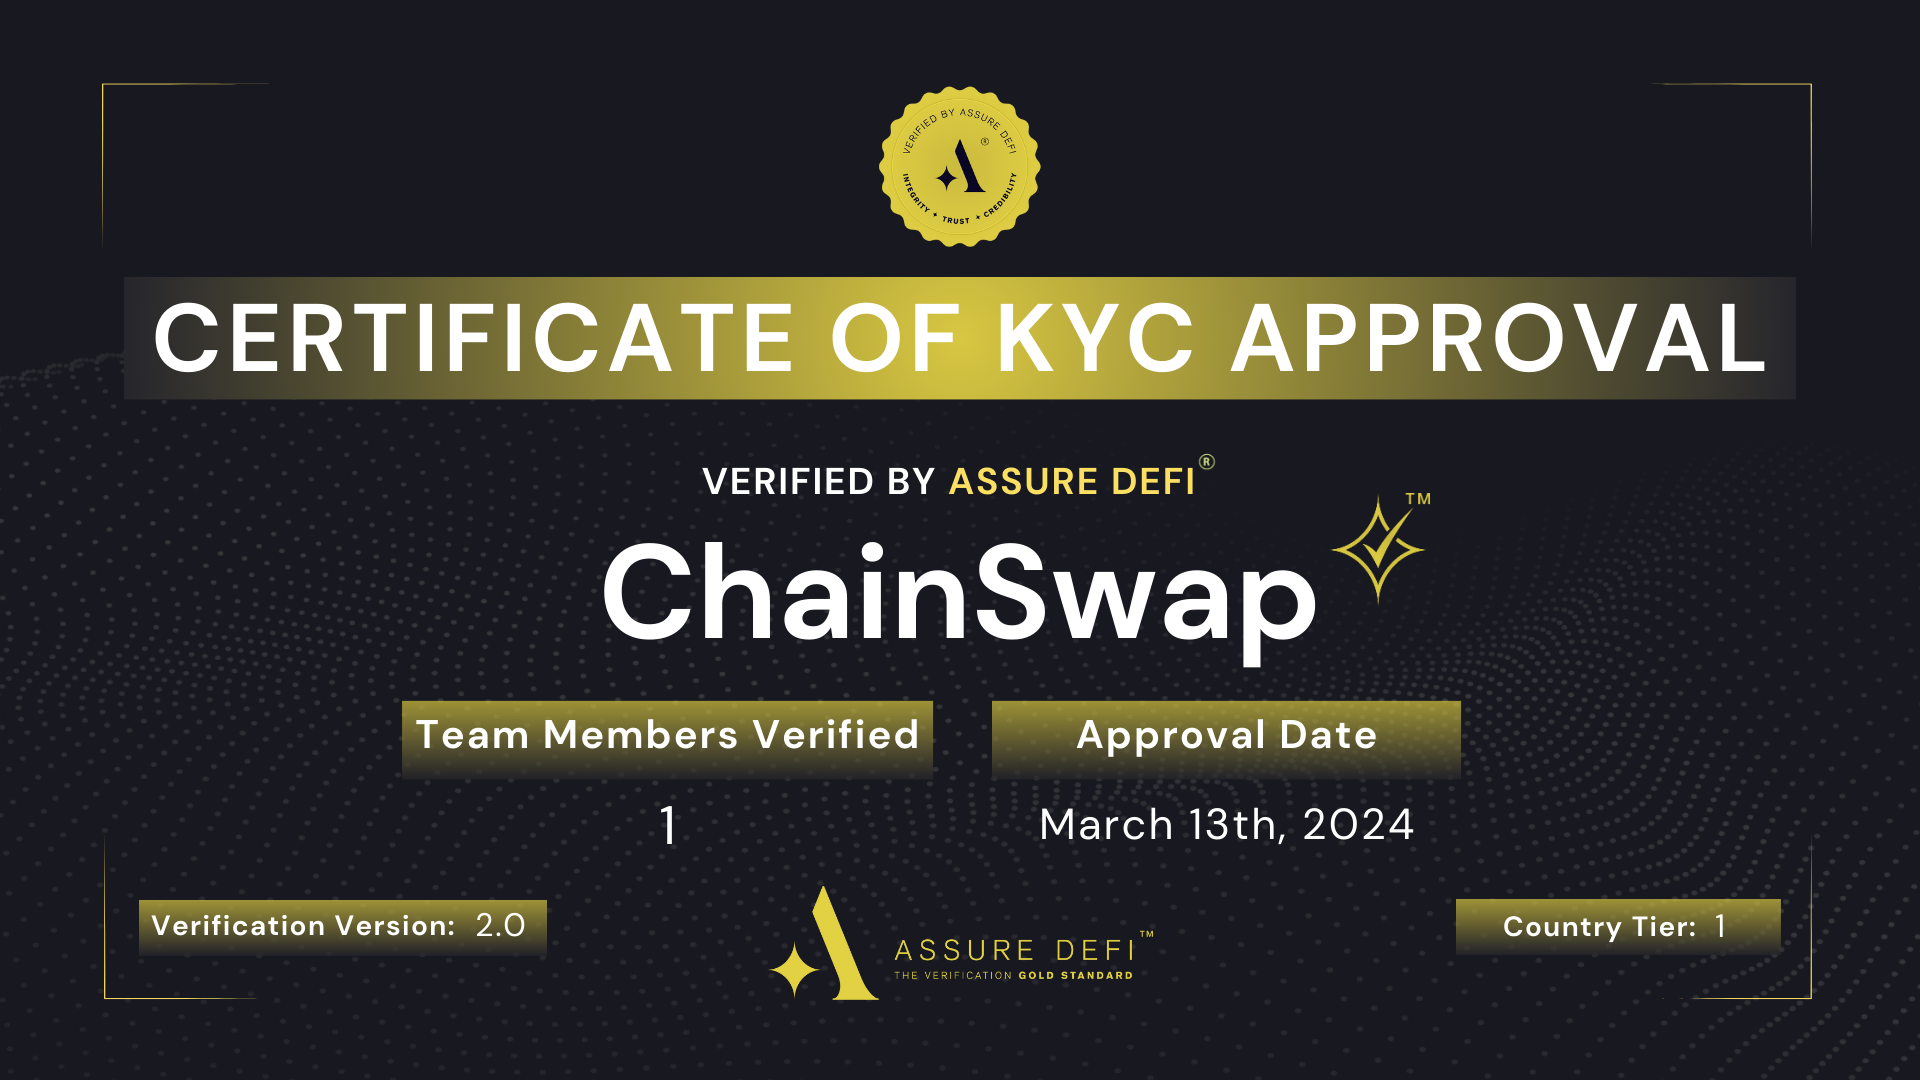 VERIFIED BY ASSURE DEFI
®
INTEGRITY ✦ TRUST ✦ CREDIBILITY
CERTIFICATE OF KYC APPROVAL
VERIFIED BY ASSURE DEFI®
ChainSwap
TM
Team Members Verified
Approval Date
1
March 13th, 2024
Verification Version: 2.0
ASSURE DEFI™
THE VERIFICATION GOLD STANDARD
Country Tier: 1